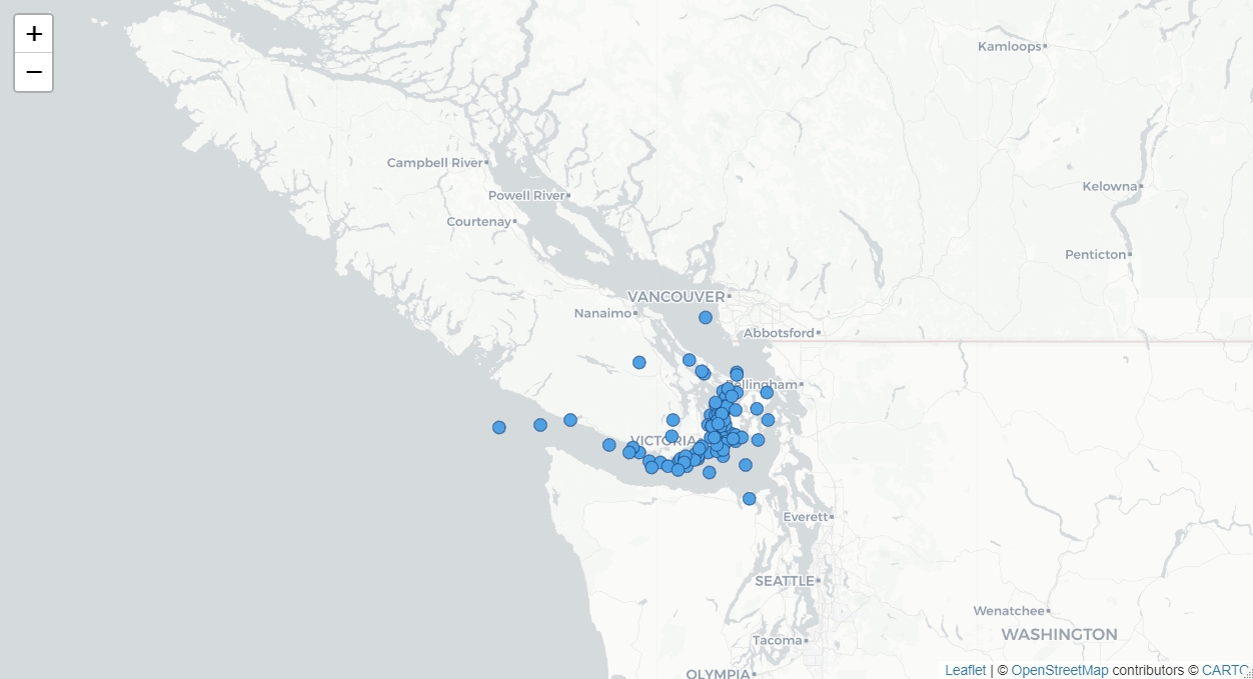 +
−
Kamloops
Campbell River
Kelowna
Powell River
Courtenay
Penticton
VANCOUVER
Nanaimo
Abbotsford
Bellingham
VICTORIA
Everett
SEATTLE
Wenatchee
WASHINGTON
Tacoma
OLYMPIA
Leaflet | © OpenStreetMap contributors © CARTO